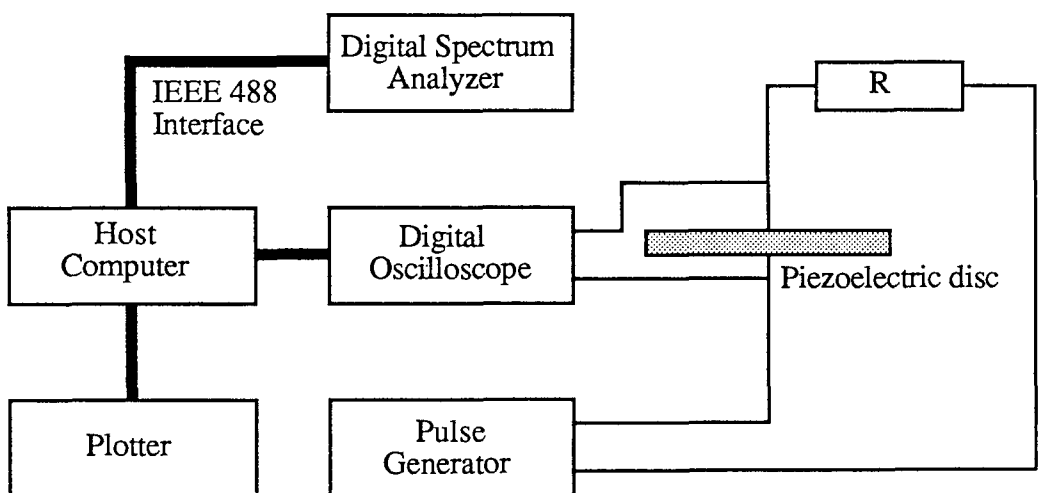 Digital Spectrum
Analyzer
IEEE 488
Interface
R
Host
Computer
Digital
Oscilloscope
Piezoelectric disc
Plotter
Pulse
Generator